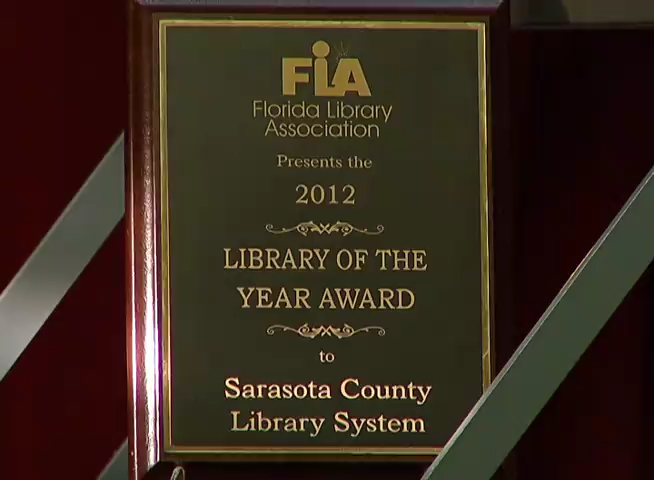 FLA
Florida Library
Association
Presents the
2012
LIBRARY OF THE
YEAR AWARD
to
Sarasota County
Library System